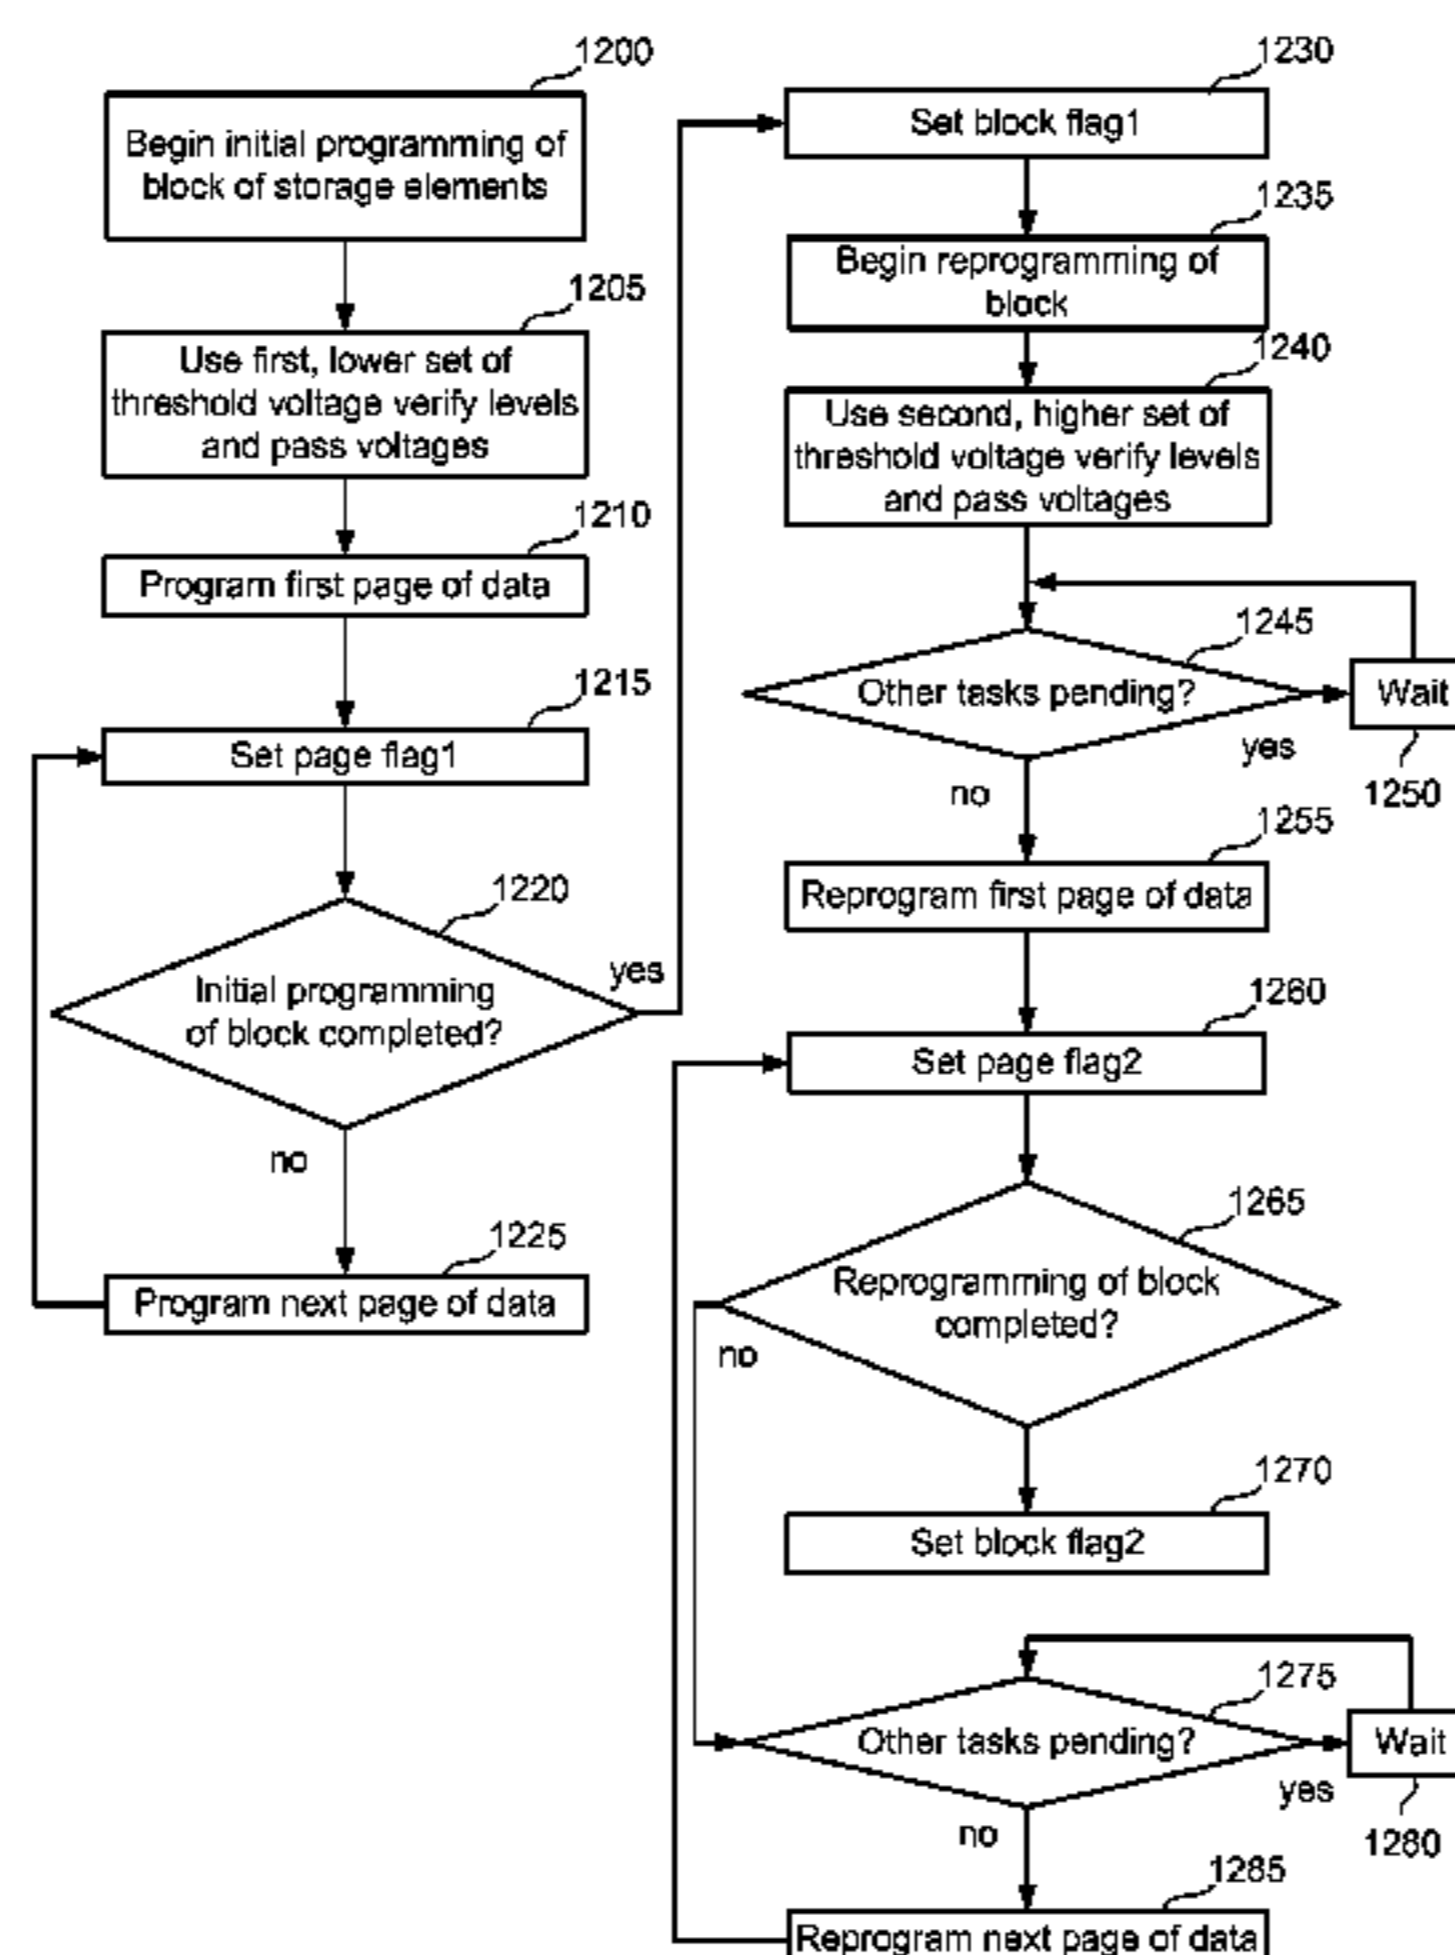 1200
Begin initial programming of
block of storage elements
1205
Use first, lower set of
threshold voltage verify levels
and pass voltages
1210
Program first page of data
1215
Set page flag1
1220
Initial programming
of block completed?
yes
no
1225
Program next page of data
1230
Set block flag1
1235
Begin reprogramming of
block
1240
Use second, higher set of
threshold voltage verify levels
and pass voltages
1245
Other tasks pending?
yes
Wait
1250
no
1255
Reprogram first page of data
1260
Set page flag2
1265
Reprogramming of block
completed?
no
1270
Set block flag2
1275
Other tasks pending?
yes
Wait
1280
no
1285
Reprogram next page of data